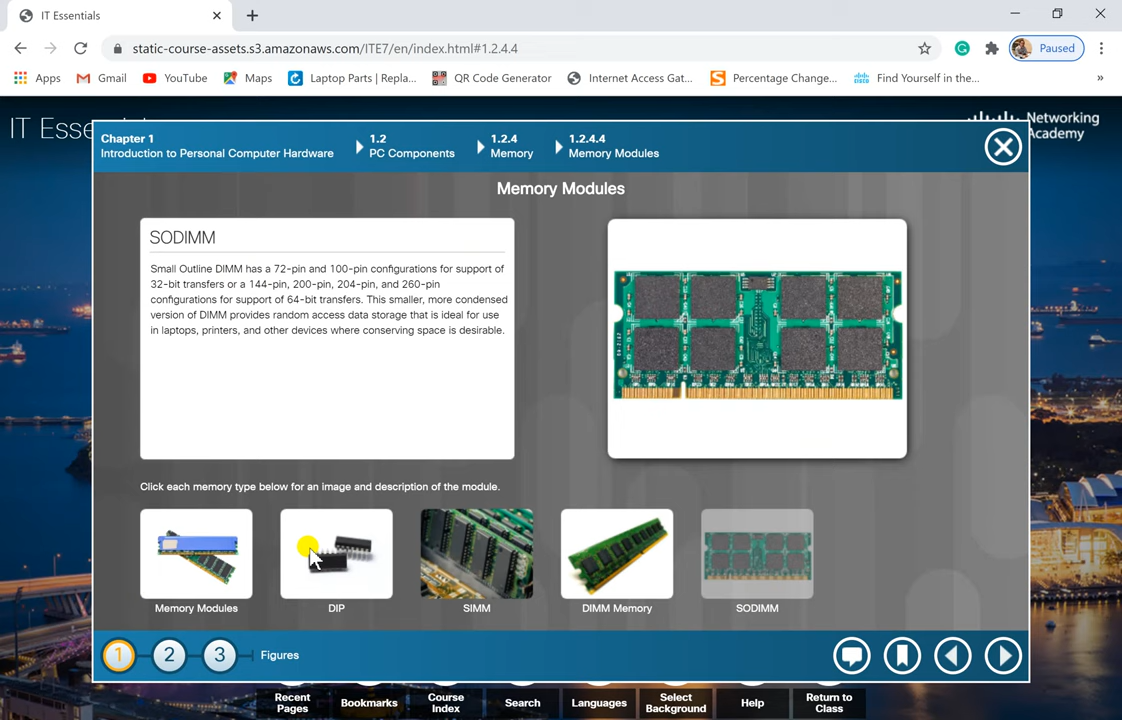 IT Essentials
static-course-assets.s3.amazonaws.com/ITE7/en/index.html#1.2.4.4
Paused
Apps
Gmail
YouTube
Maps
Laptop Parts | Repla...
QR Code Generator
Internet Access Gat...
Percentage Change...
Find Yourself in the...
»
IT Ess
Networking
Academy
Chapter 1
Introduction to Personal Computer Hardware
1.2
PC Components
1.2.4
Memory
1.2.4.4
Memory Modules
Memory Modules
SODIMM
Small Outline DIMM has a 72-pin and 100-pin configurations for support of
32-bit transfers or a 144-pin, 200-pin, 204-pin, and 260-pin
configurations for support of 64-bit transfers. This smaller, more condensed
version of DIMM provides random access data storage that is ideal for use
in laptops, printers, and other devices where conserving space is desirable.
Click each memory type below for an image and description of the module.
Memory Modules
DIP
SIMM
DIMM Memory
SODIMM
1
2
3
Figures
Recent
Pages
Bookmarks
Course
Index
Search
Languages
Select
Background
Help
Return to
Class